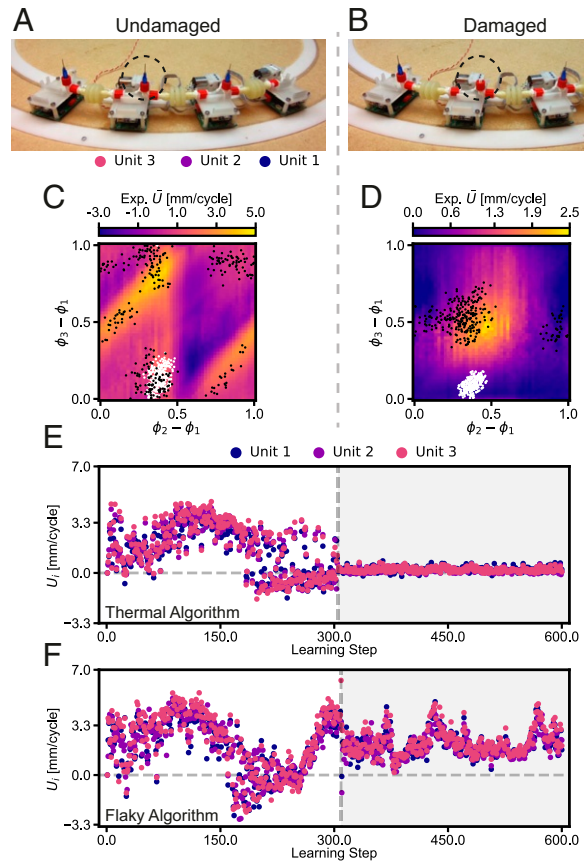 A
Undamaged
B
Damaged
Unit 3 Unit 2 Unit 1
C
Exp. Ū [mm/cycle]
-3.0 -1.0 1.0 3.0 5.0
1.0
0.5
0.0
ϕ₃ − ϕ₁
0.0 0.5 1.0
ϕ₂ − ϕ₁
D
Exp. Ū [mm/cycle]
0.0 0.6 1.2 1.9 2.5
1.0
0.5
0.0
ϕ₃ − ϕ₁
0.0 0.5 1.0
ϕ₂ − ϕ₁
Unit 1 Unit 2 Unit 3
E
7.0
3.3
0.0
−3.3
Uᵢ [mm/cycle]
Thermal Algorithm
0.0 150.0 300.0 450.0 600.0
Learning Step
F
7.0
3.3
0.0
−3.3
Uᵢ [mm/cycle]
Flaky Algorithm
0.0 150.0 300.0 450.0 600.0
Learning Step